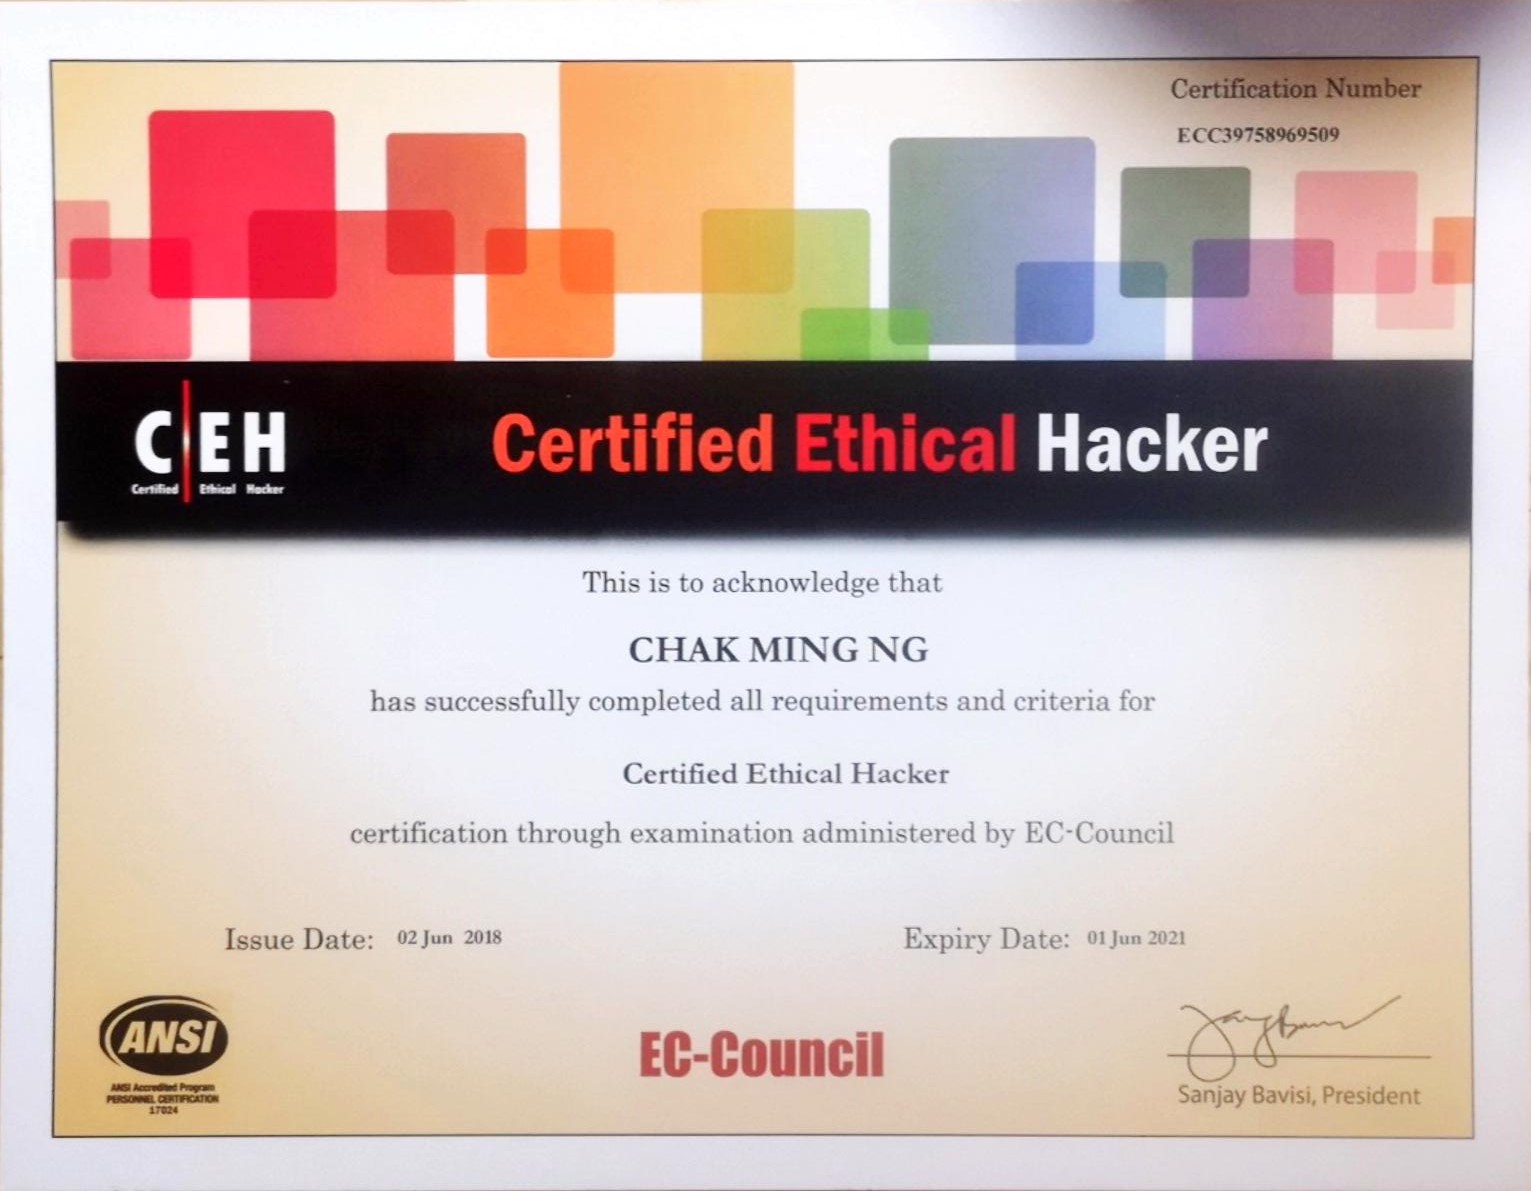 Certification Number
ECC39758969509
C|EH
Certified Ethical Hacker
Certified Ethical Hacker
This is to acknowledge that
CHAK MING NG
has successfully completed all requirements and criteria for
Certified Ethical Hacker
certification through examination administered by EC-Council
Issue Date: 02 Jun 2018
Expiry Date: 01 Jun 2021
ANSI
ANSI Accredited Program
PERSONNEL CERTIFICATION
17024
EC-Council
Sanjay Bavisi, President